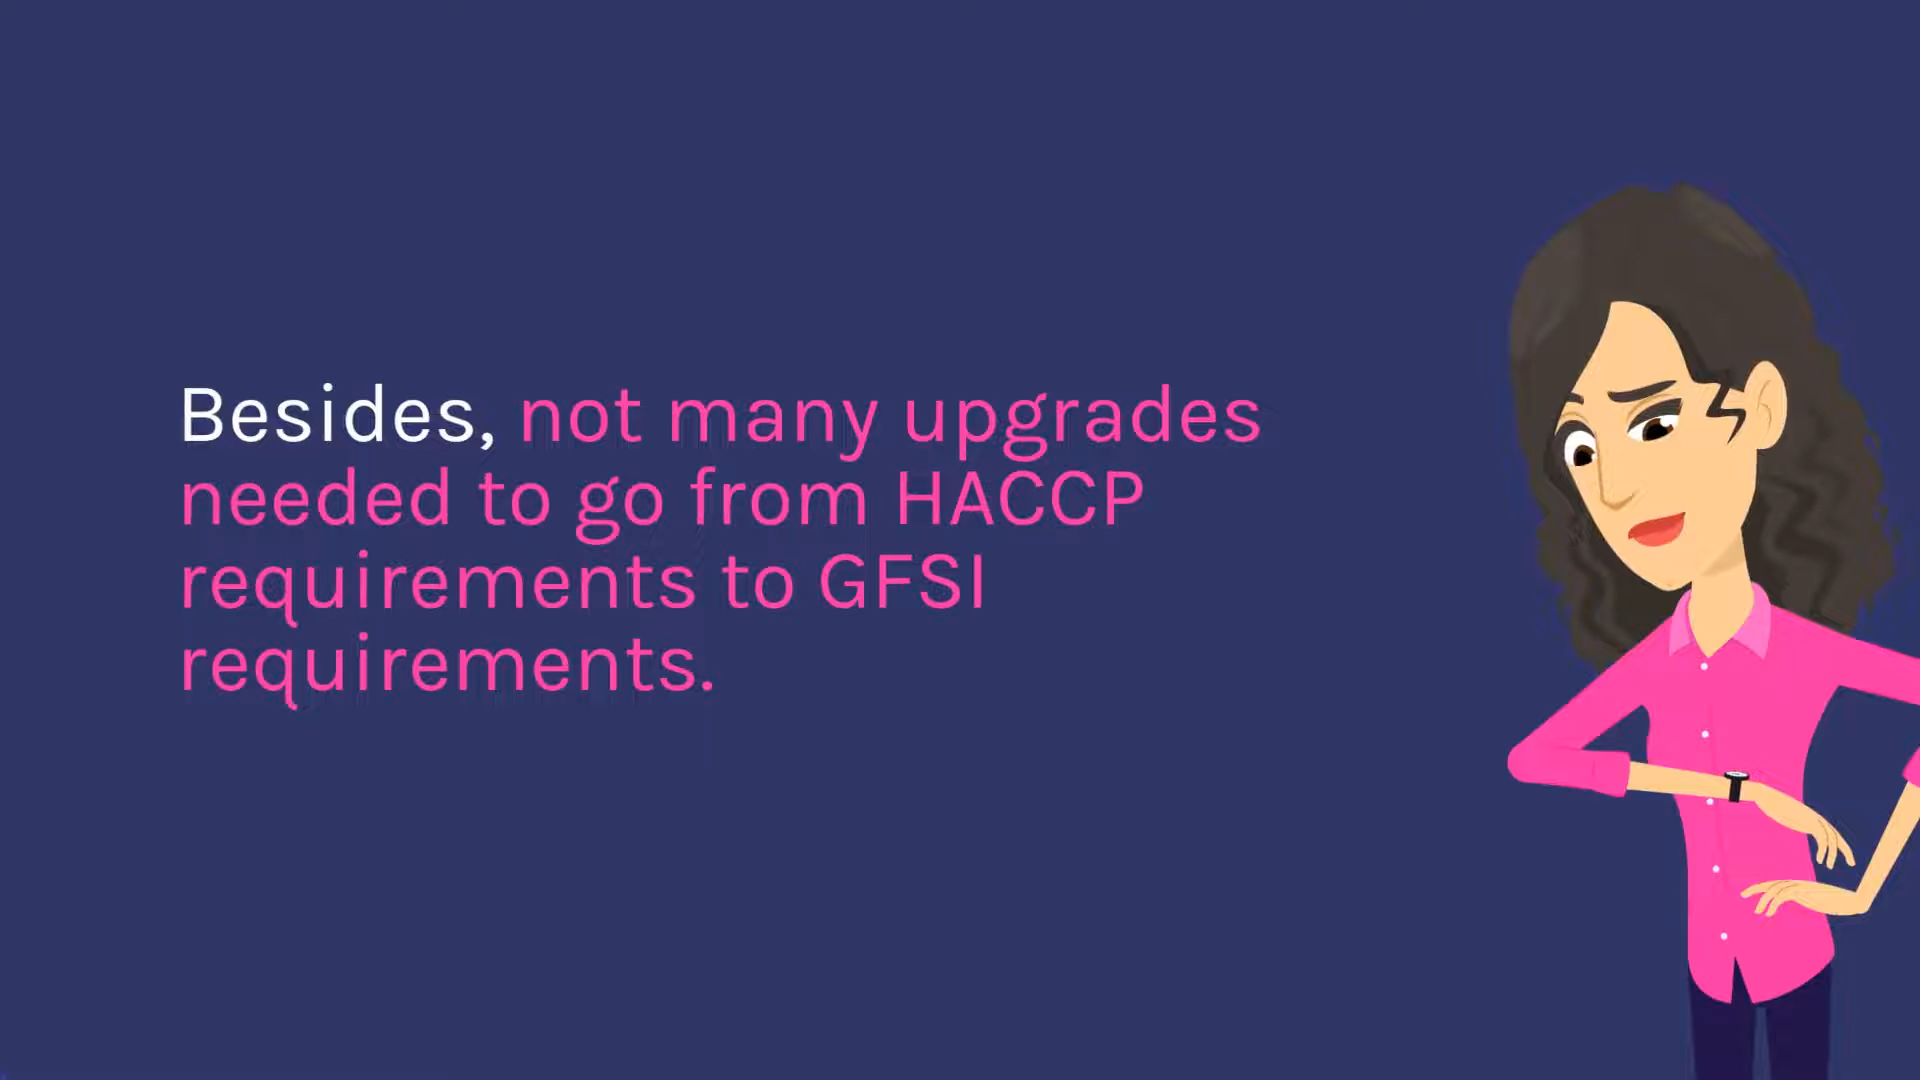 Besides, not many upgrades
needed to go from HACCP
requirements to GFSI
requirements.